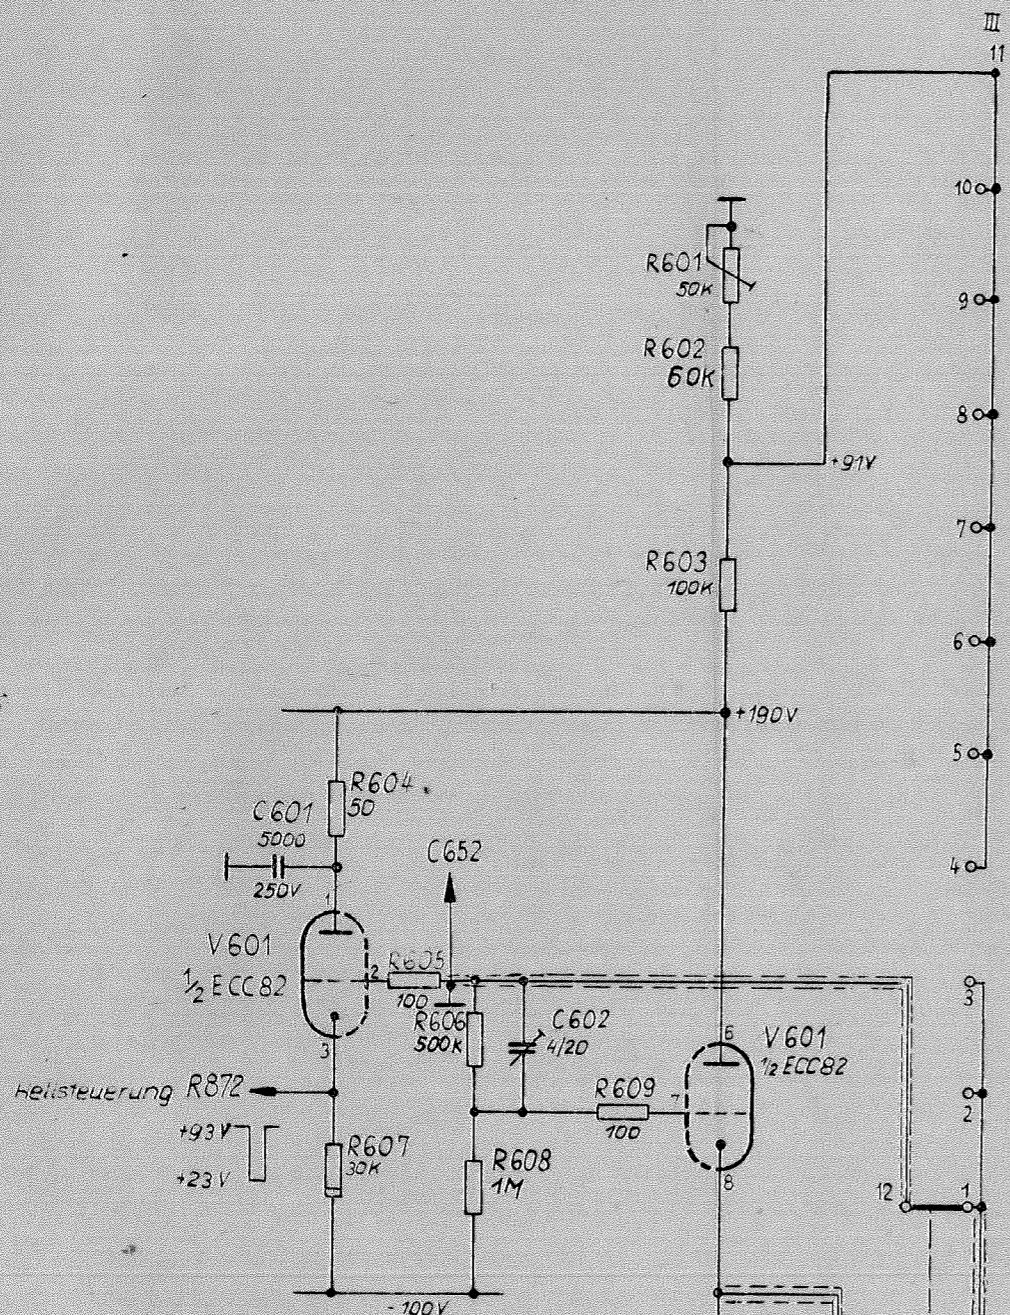 III
11
10
R601
50K
9
R602
60K
8
+91V
7
R603
100K
6
+190V
5
R604
50
C601
5000
250V
C652
4
1
V601
1/2 ECC82
2
R605
100
3
R606
500K
C602
4/20
6
V601
1/2 ECC82
3
Hellsteuerung R872
R609
100
7
2
+93V
+23V
R607
30K
R608
1M
8
12
1
-100V